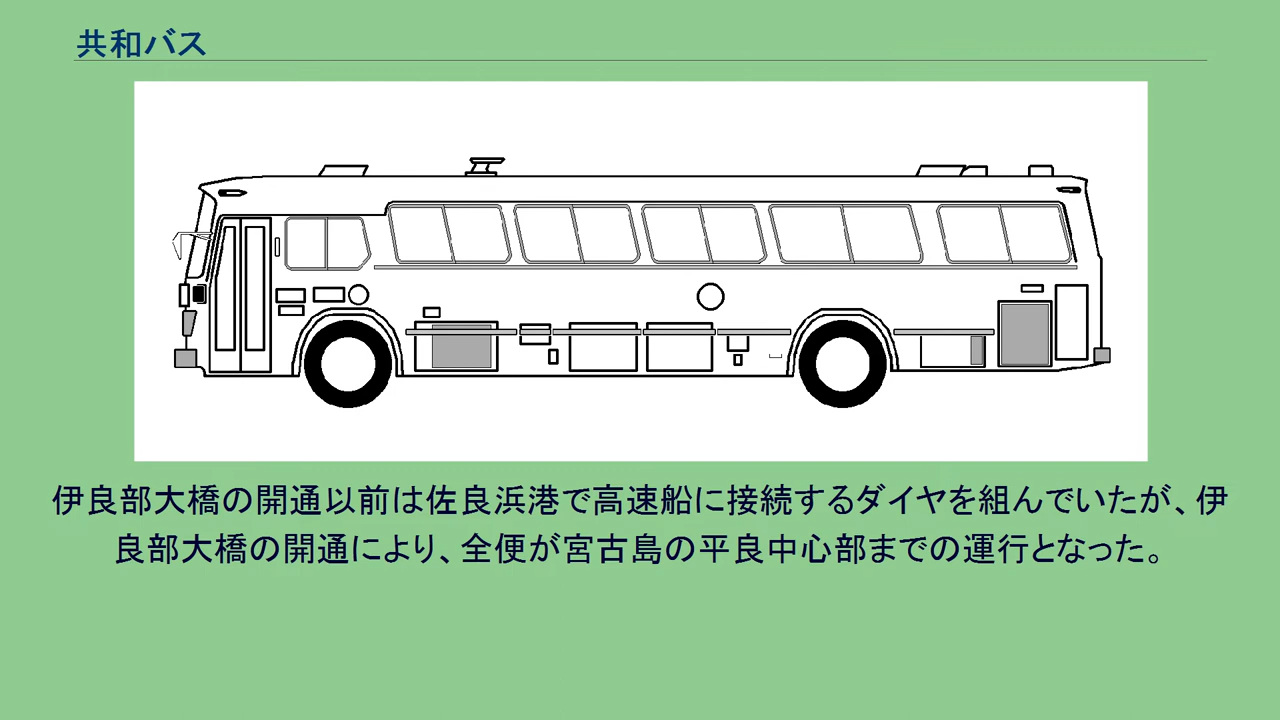 共和バス
伊良部大橋の開通以前は佐良浜港で高速船に接続するダイヤを組んでいたが、伊
良部大橋の開通により、全便が宮古島の平良中心部までの運行となった。